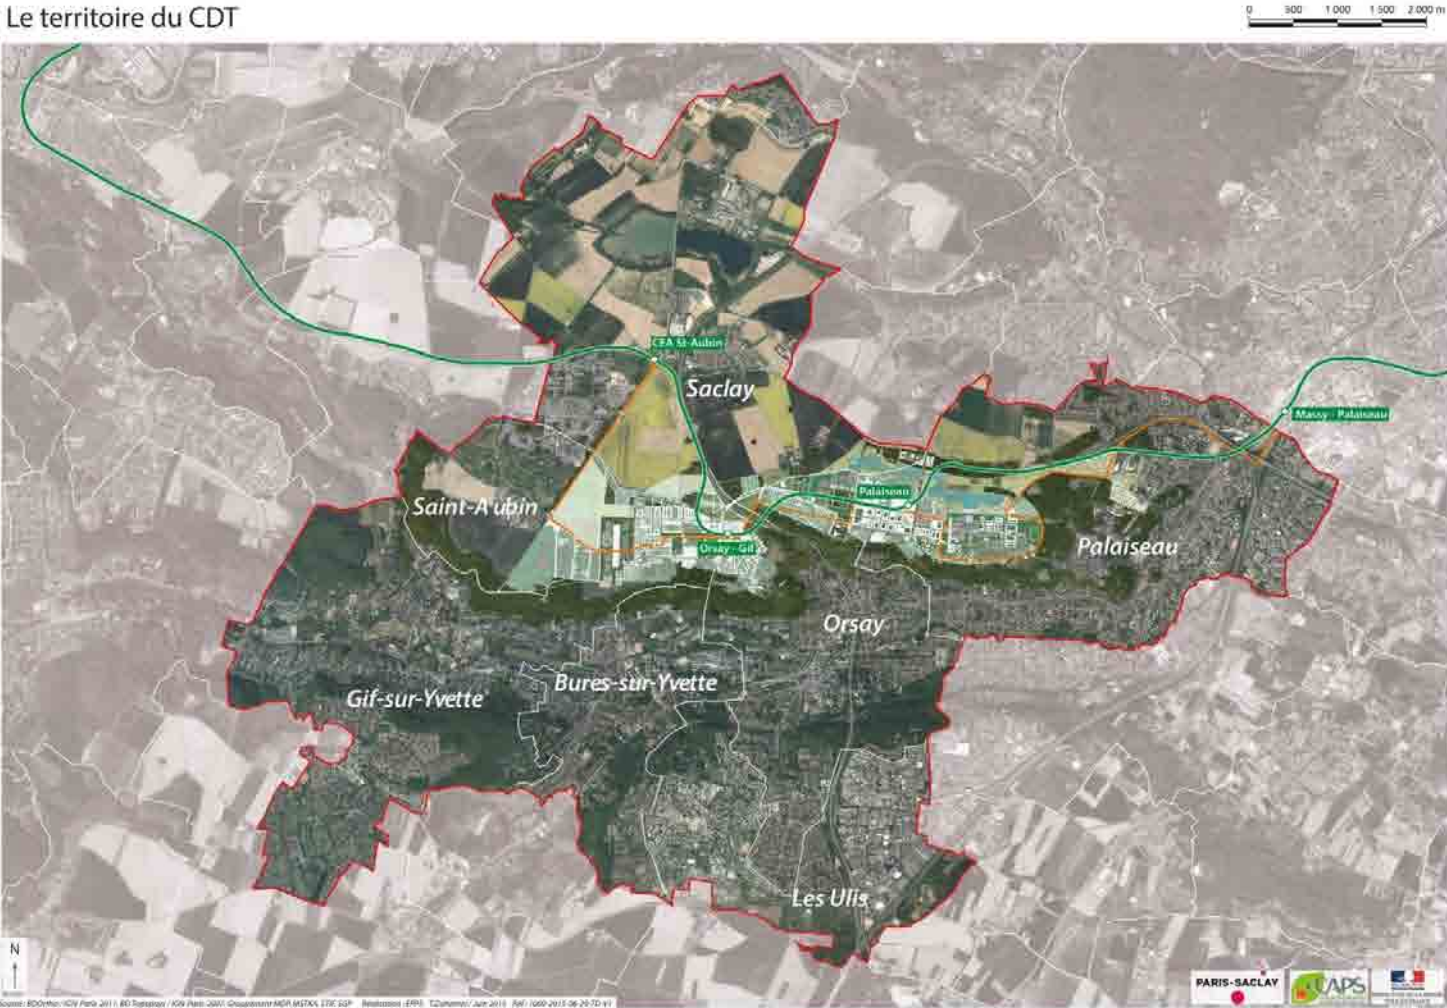 Le territoire du CDT
0 500 1 000 1 500 2 000 m
CEA St-Aubin
Saclay
Massy - Palaiseau
Palaiseau
Saint-Aubin
Orsay - Gif
Palaiseau
Orsay
Gif-sur-Yvette
Bures-sur-Yvette
Les Ulis
N
PARIS-SACLAY
CAPS